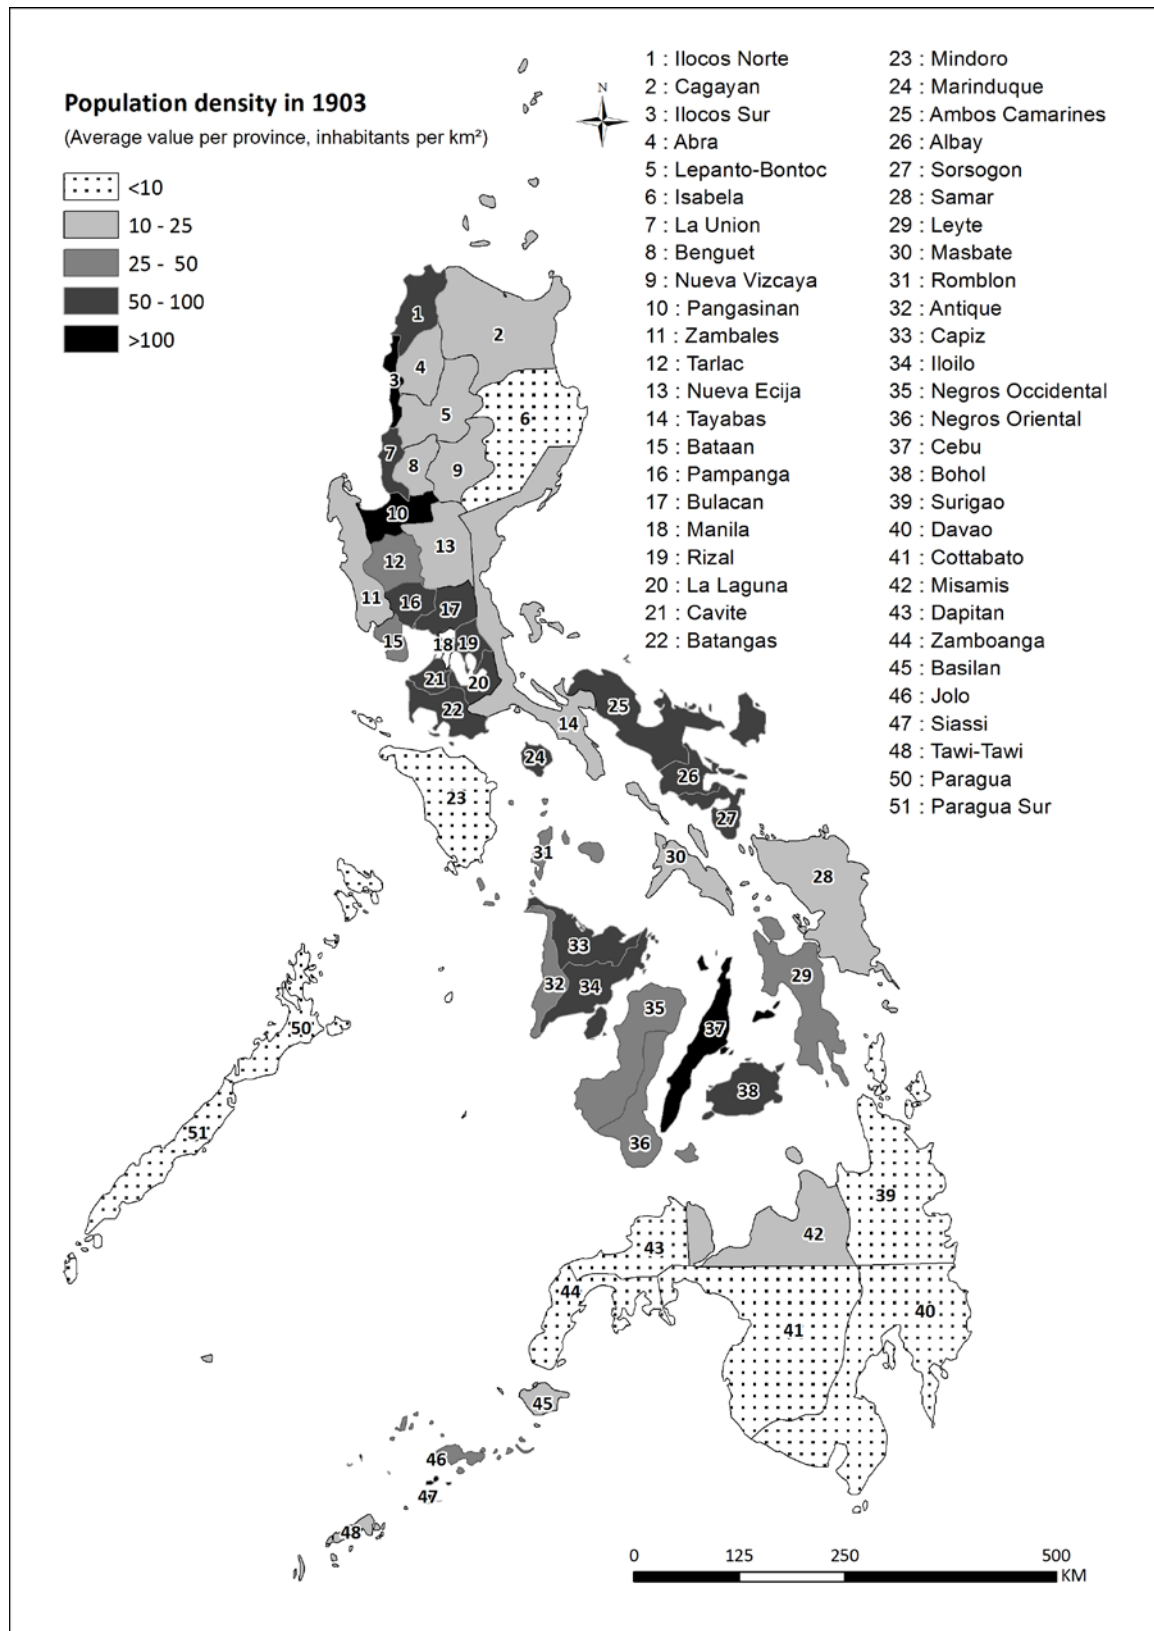 Population density in 1903
(Average value per province, inhabitants per km²)
<10
10 - 25
25 - 50
50 - 100
>100
N
1 : Ilocos Norte
2 : Cagayan
3 : Ilocos Sur
4 : Abra
5 : Lepanto-Bontoc
6 : Isabela
7 : La Union
8 : Benguet
9 : Nueva Vizcaya
10 : Pangasinan
11 : Zambales
12 : Tarlac
13 : Nueva Ecija
14 : Tayabas
15 : Bataan
16 : Pampanga
17 : Bulacan
18 : Manila
19 : Rizal
20 : La Laguna
21 : Cavite
22 : Batangas
23 : Mindoro
24 : Marinduque
25 : Ambos Camarines
26 : Albay
27 : Sorsogon
28 : Samar
29 : Leyte
30 : Masbate
31 : Romblon
32 : Antique
33 : Capiz
34 : Iloilo
35 : Negros Occidental
36 : Negros Oriental
37 : Cebu
38 : Bohol
39 : Surigao
40 : Davao
41 : Cottabato
42 : Misamis
43 : Dapitan
44 : Zamboanga
45 : Basilan
46 : Jolo
47 : Siassi
48 : Tawi-Tawi
50 : Paragua
51 : Paragua Sur
1
2
3
4
5
6
7
8
9
10
11
12
13
14
15
16
17
18
19
20
21
22
23
24
25
26
27
28
29
30
31
32
33
34
35
36
37
38
39
40
41
42
43
44
45
46
47
48
50
51
0 125 250 500
KM